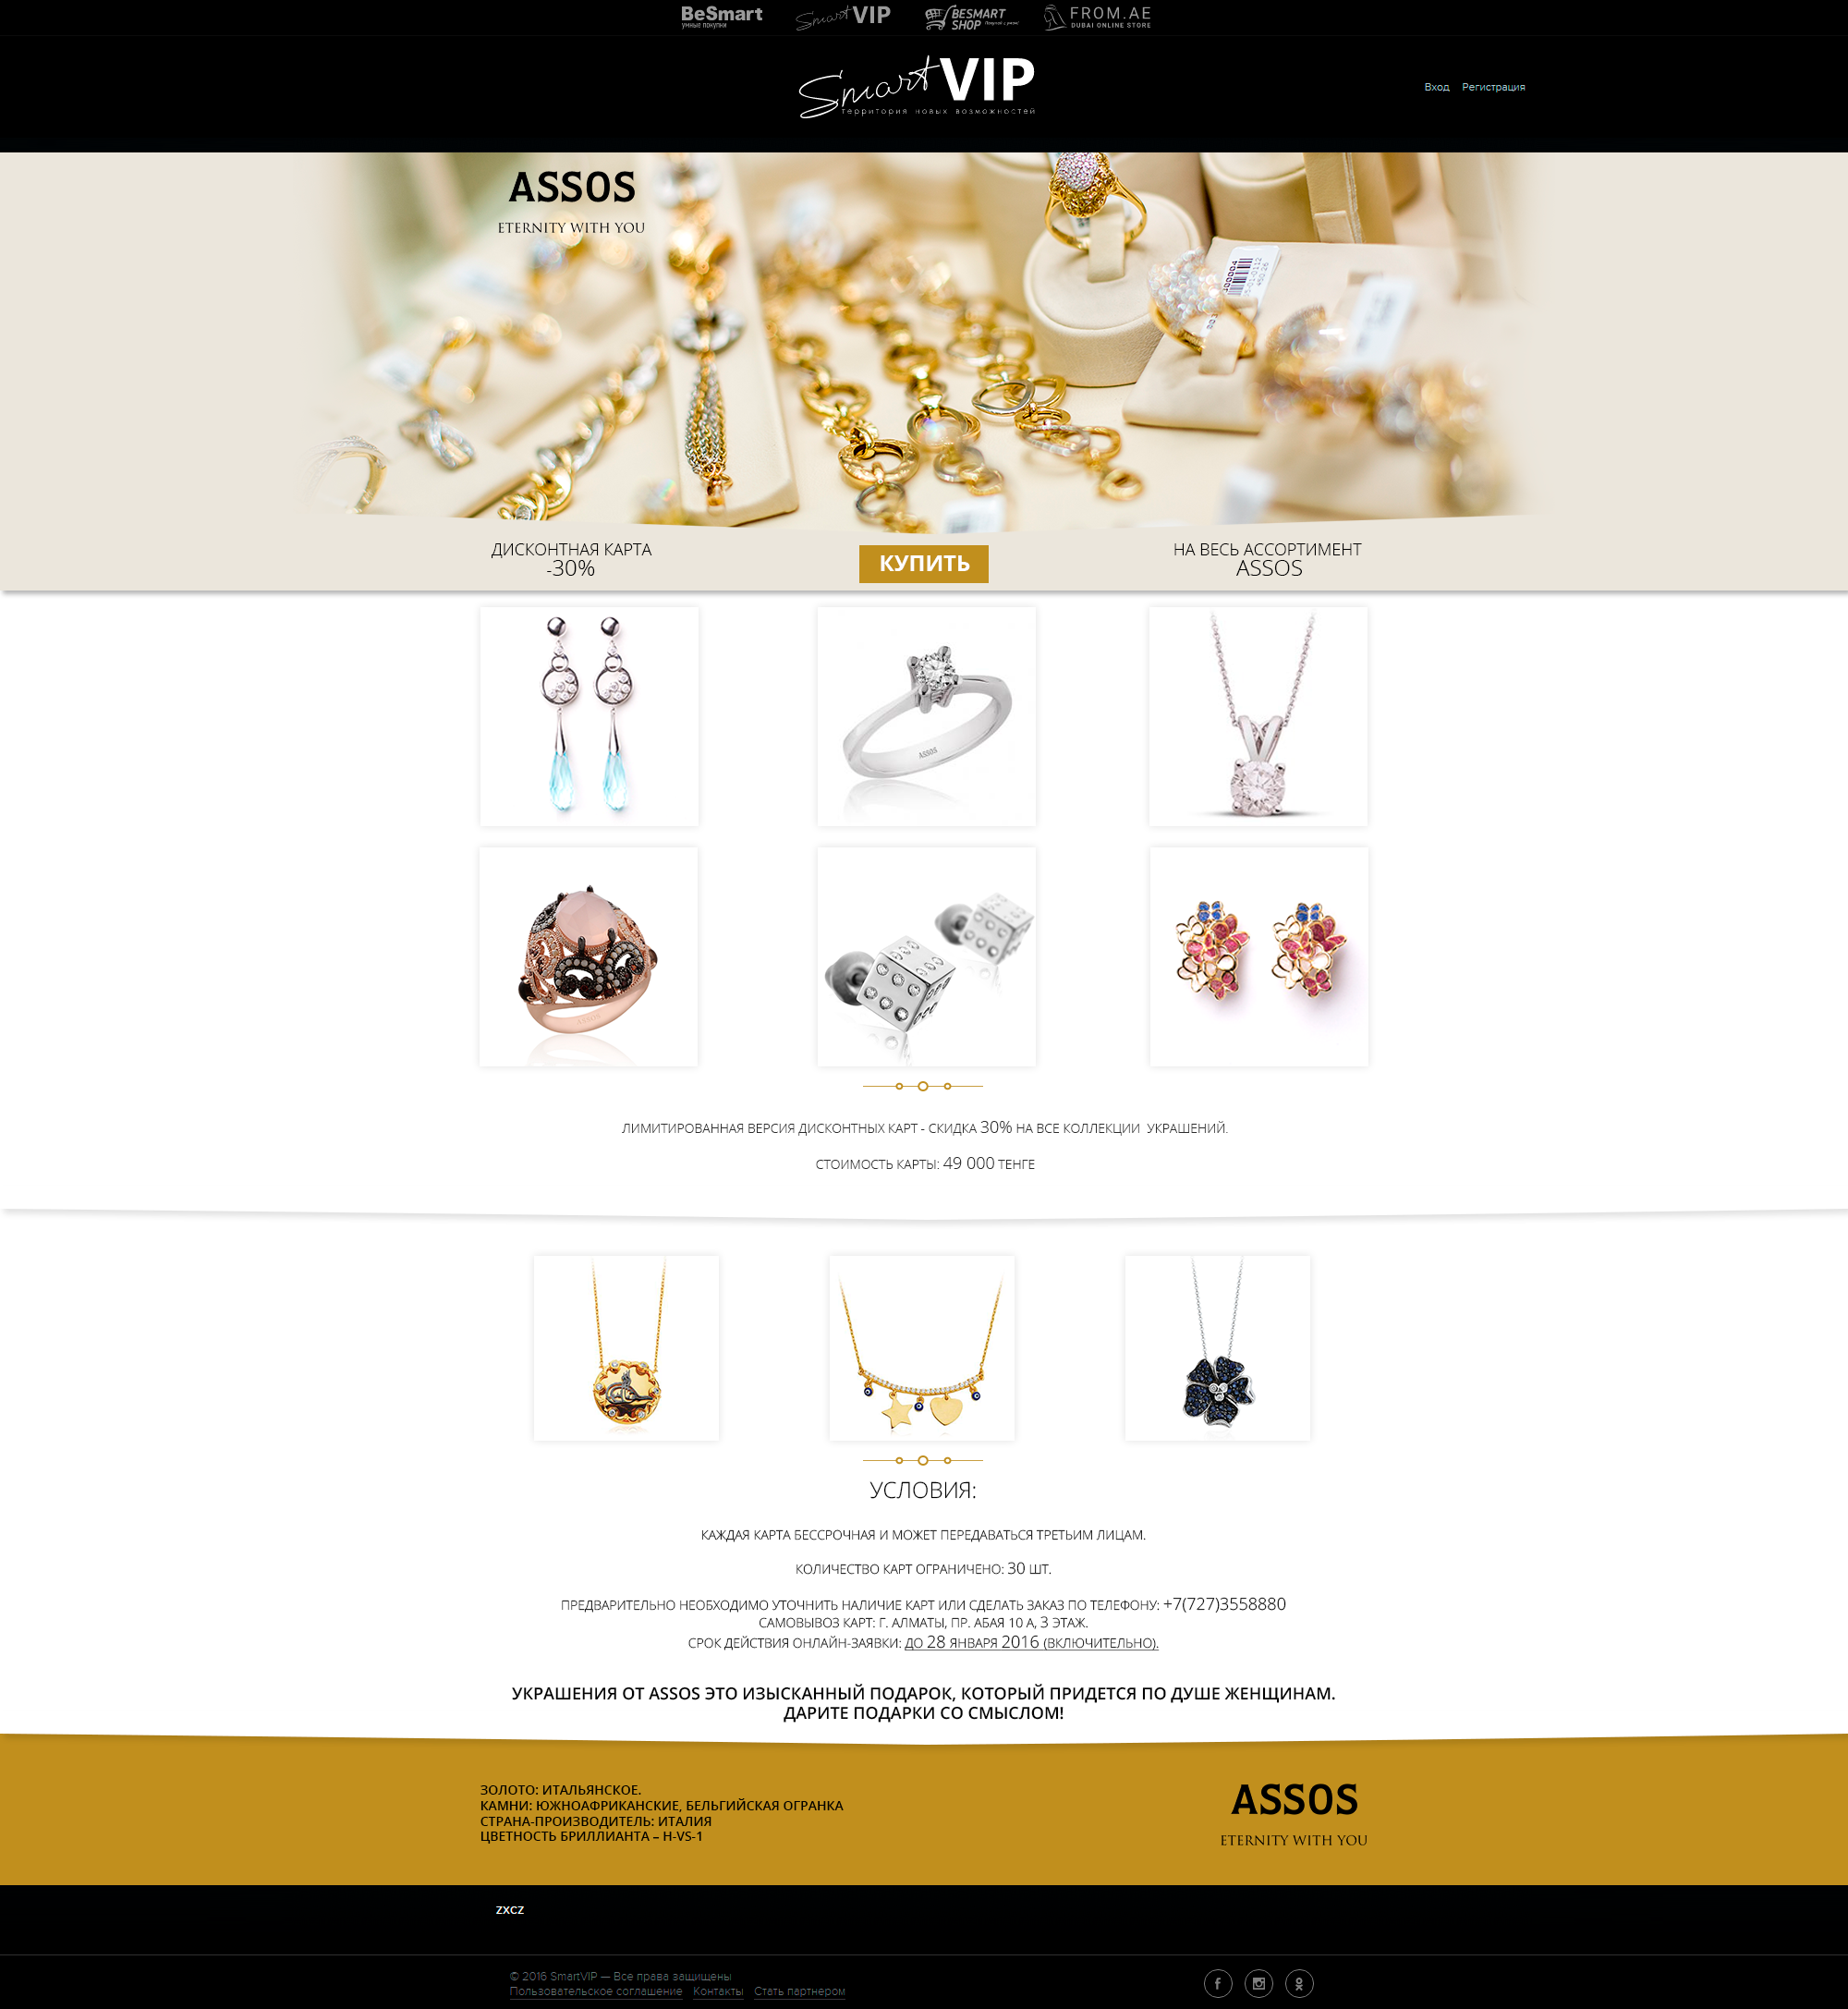 BeSmart
умные покупки
SmartVIP
BESMART
SHOP
FROM.AE
DUBAI ONLINE STORE
SmartVIP
территория новых возможностей
Вход Регистрация
ASSOS
ETERNITY WITH YOU
ДИСКОНТНАЯ КАРТА
-30%
КУПИТЬ
НА ВЕСЬ АССОРТИМЕНТ
ASSOS
ASSOS
ASSOS
ЛИМИТИРОВАННАЯ ВЕРСИЯ ДИСКОНТНЫХ КАРТ - СКИДКА 30% НА ВСЕ КОЛЛЕКЦИИ УКРАШЕНИЙ.
СТОИМОСТЬ КАРТЫ: 49 000 ТЕНГЕ
УСЛОВИЯ:
КАЖДАЯ КАРТА БЕССРОЧНАЯ И МОЖЕТ ПЕРЕДАВАТЬСЯ ТРЕТЬИМ ЛИЦАМ.
КОЛИЧЕСТВО КАРТ ОГРАНИЧЕНО: 30 ШТ.
ПРЕДВАРИТЕЛЬНО НЕОБХОДИМО УТОЧНИТЬ НАЛИЧИЕ КАРТ ИЛИ СДЕЛАТЬ ЗАКАЗ ПО ТЕЛЕФОНУ: +7(727)3558880
САМОВЫВОЗ КАРТ: Г. АЛМАТЫ, ПР. АБАЯ 10 А, 3 ЭТАЖ.
СРОК ДЕЙСТВИЯ ОНЛАЙН-ЗАЯВКИ: ДО 28 ЯНВАРЯ 2016 (ВКЛЮЧИТЕЛЬНО).
УКРАШЕНИЯ ОТ ASSOS ЭТО ИЗЫСКАННЫЙ ПОДАРОК, КОТОРЫЙ ПРИДЕТСЯ ПО ДУШЕ ЖЕНЩИНАМ.
ДАРИТЕ ПОДАРКИ СО СМЫСЛОМ!
ЗОЛОТО: ИТАЛЬЯНСКОЕ.
КАМНИ: ЮЖНОАФРИКАНСКИЕ, БЕЛЬГИЙСКАЯ ОГРАНКА
СТРАНА-ПРОИЗВОДИТЕЛЬ: ИТАЛИЯ
ЦВЕТНОСТЬ БРИЛЛИАНТА – H-VS-1
ASSOS
ETERNITY WITH YOU
ZXCZ
© 2016 SmartVIP — Все права защищены
Пользовательское соглашение Контакты Стать партнером